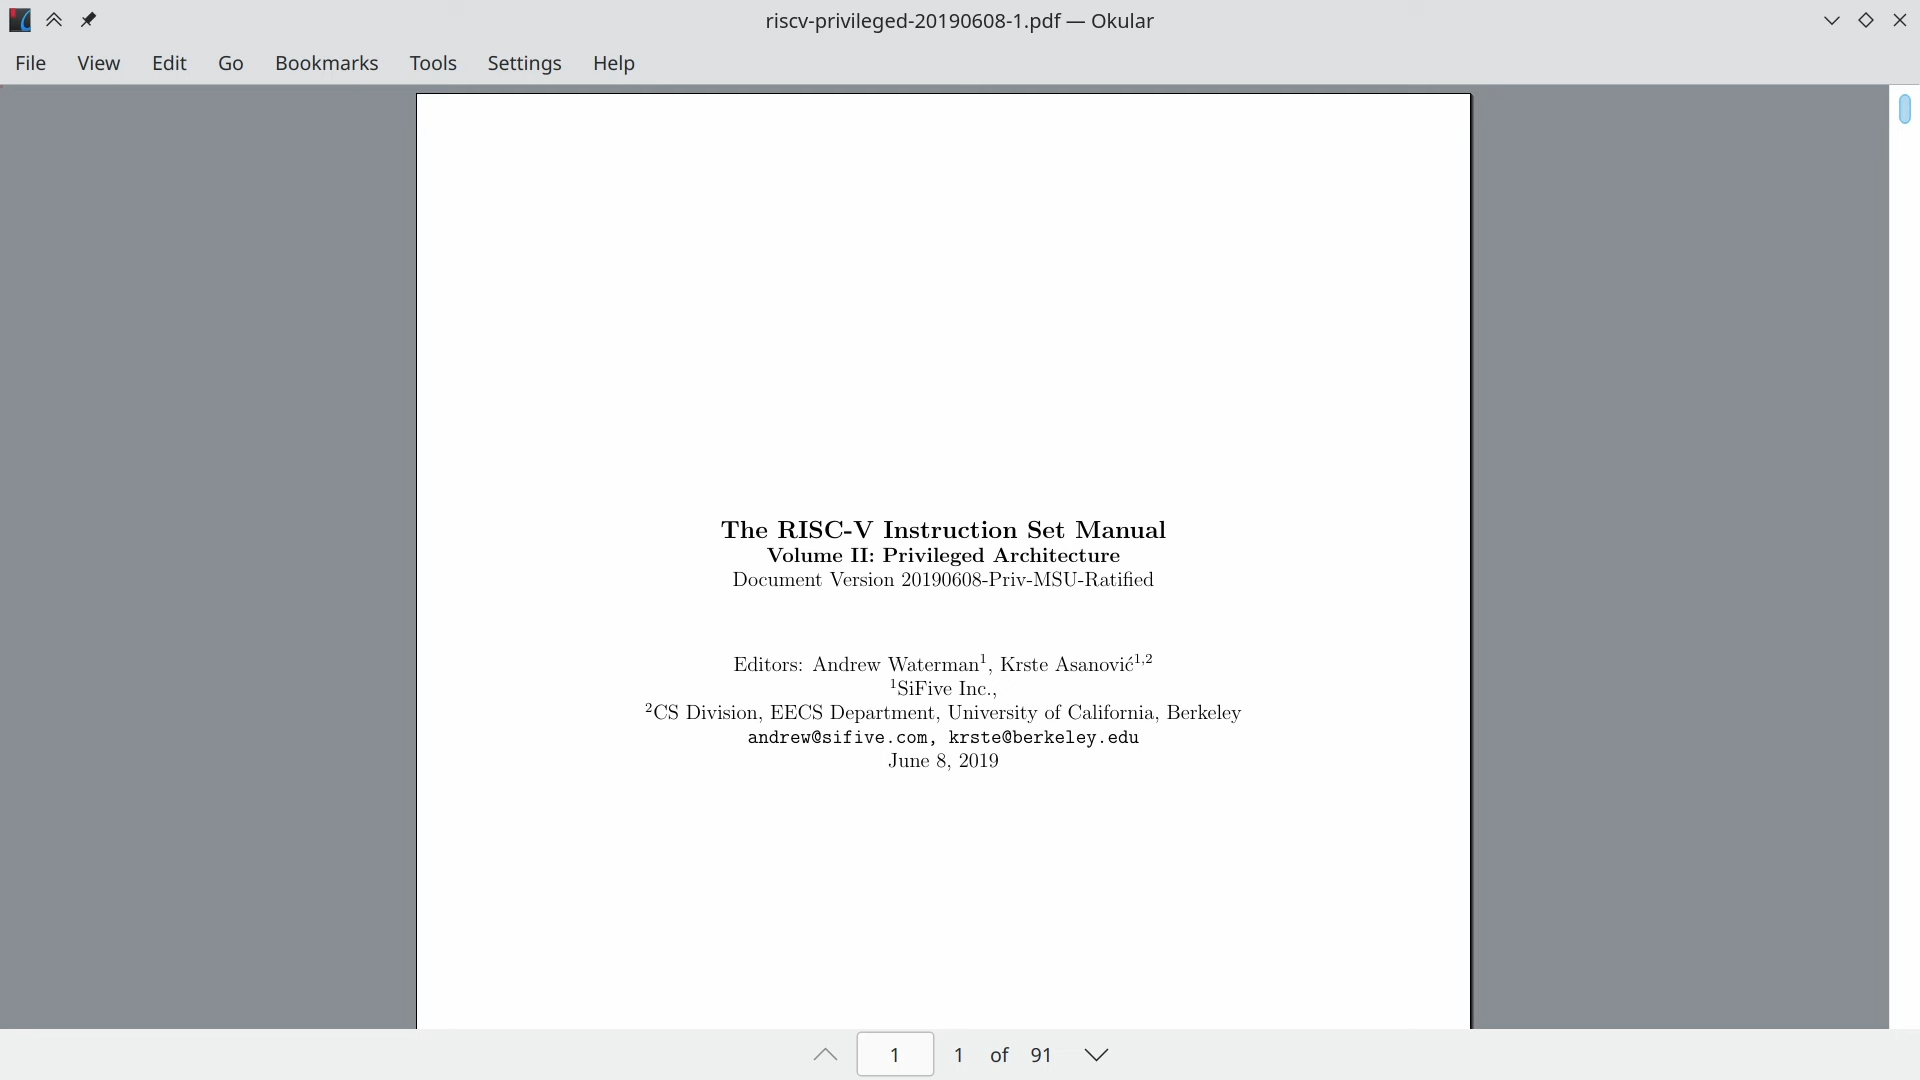 riscv-privileged-20190608-1.pdf — Okular
File View Edit Go Bookmarks Tools Settings Help
The RISC-V Instruction Set Manual
Volume II: Privileged Architecture
Document Version 20190608-Priv-MSU-Ratified
Editors: Andrew Waterman1, Krste Asanović1,2
1SiFive Inc.,
2CS Division, EECS Department, University of California, Berkeley
andrew@sifive.com, krste@berkeley.edu
June 8, 2019
1 1 of 91